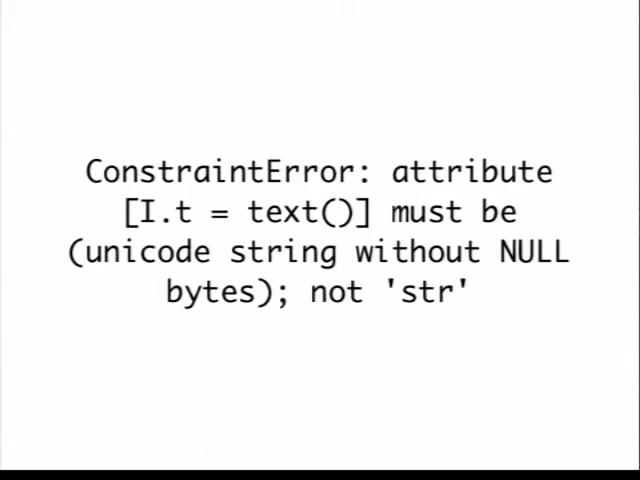 ConstraintError: attribute
[I.t = text()] must be
(unicode string without NULL
bytes); not 'str'